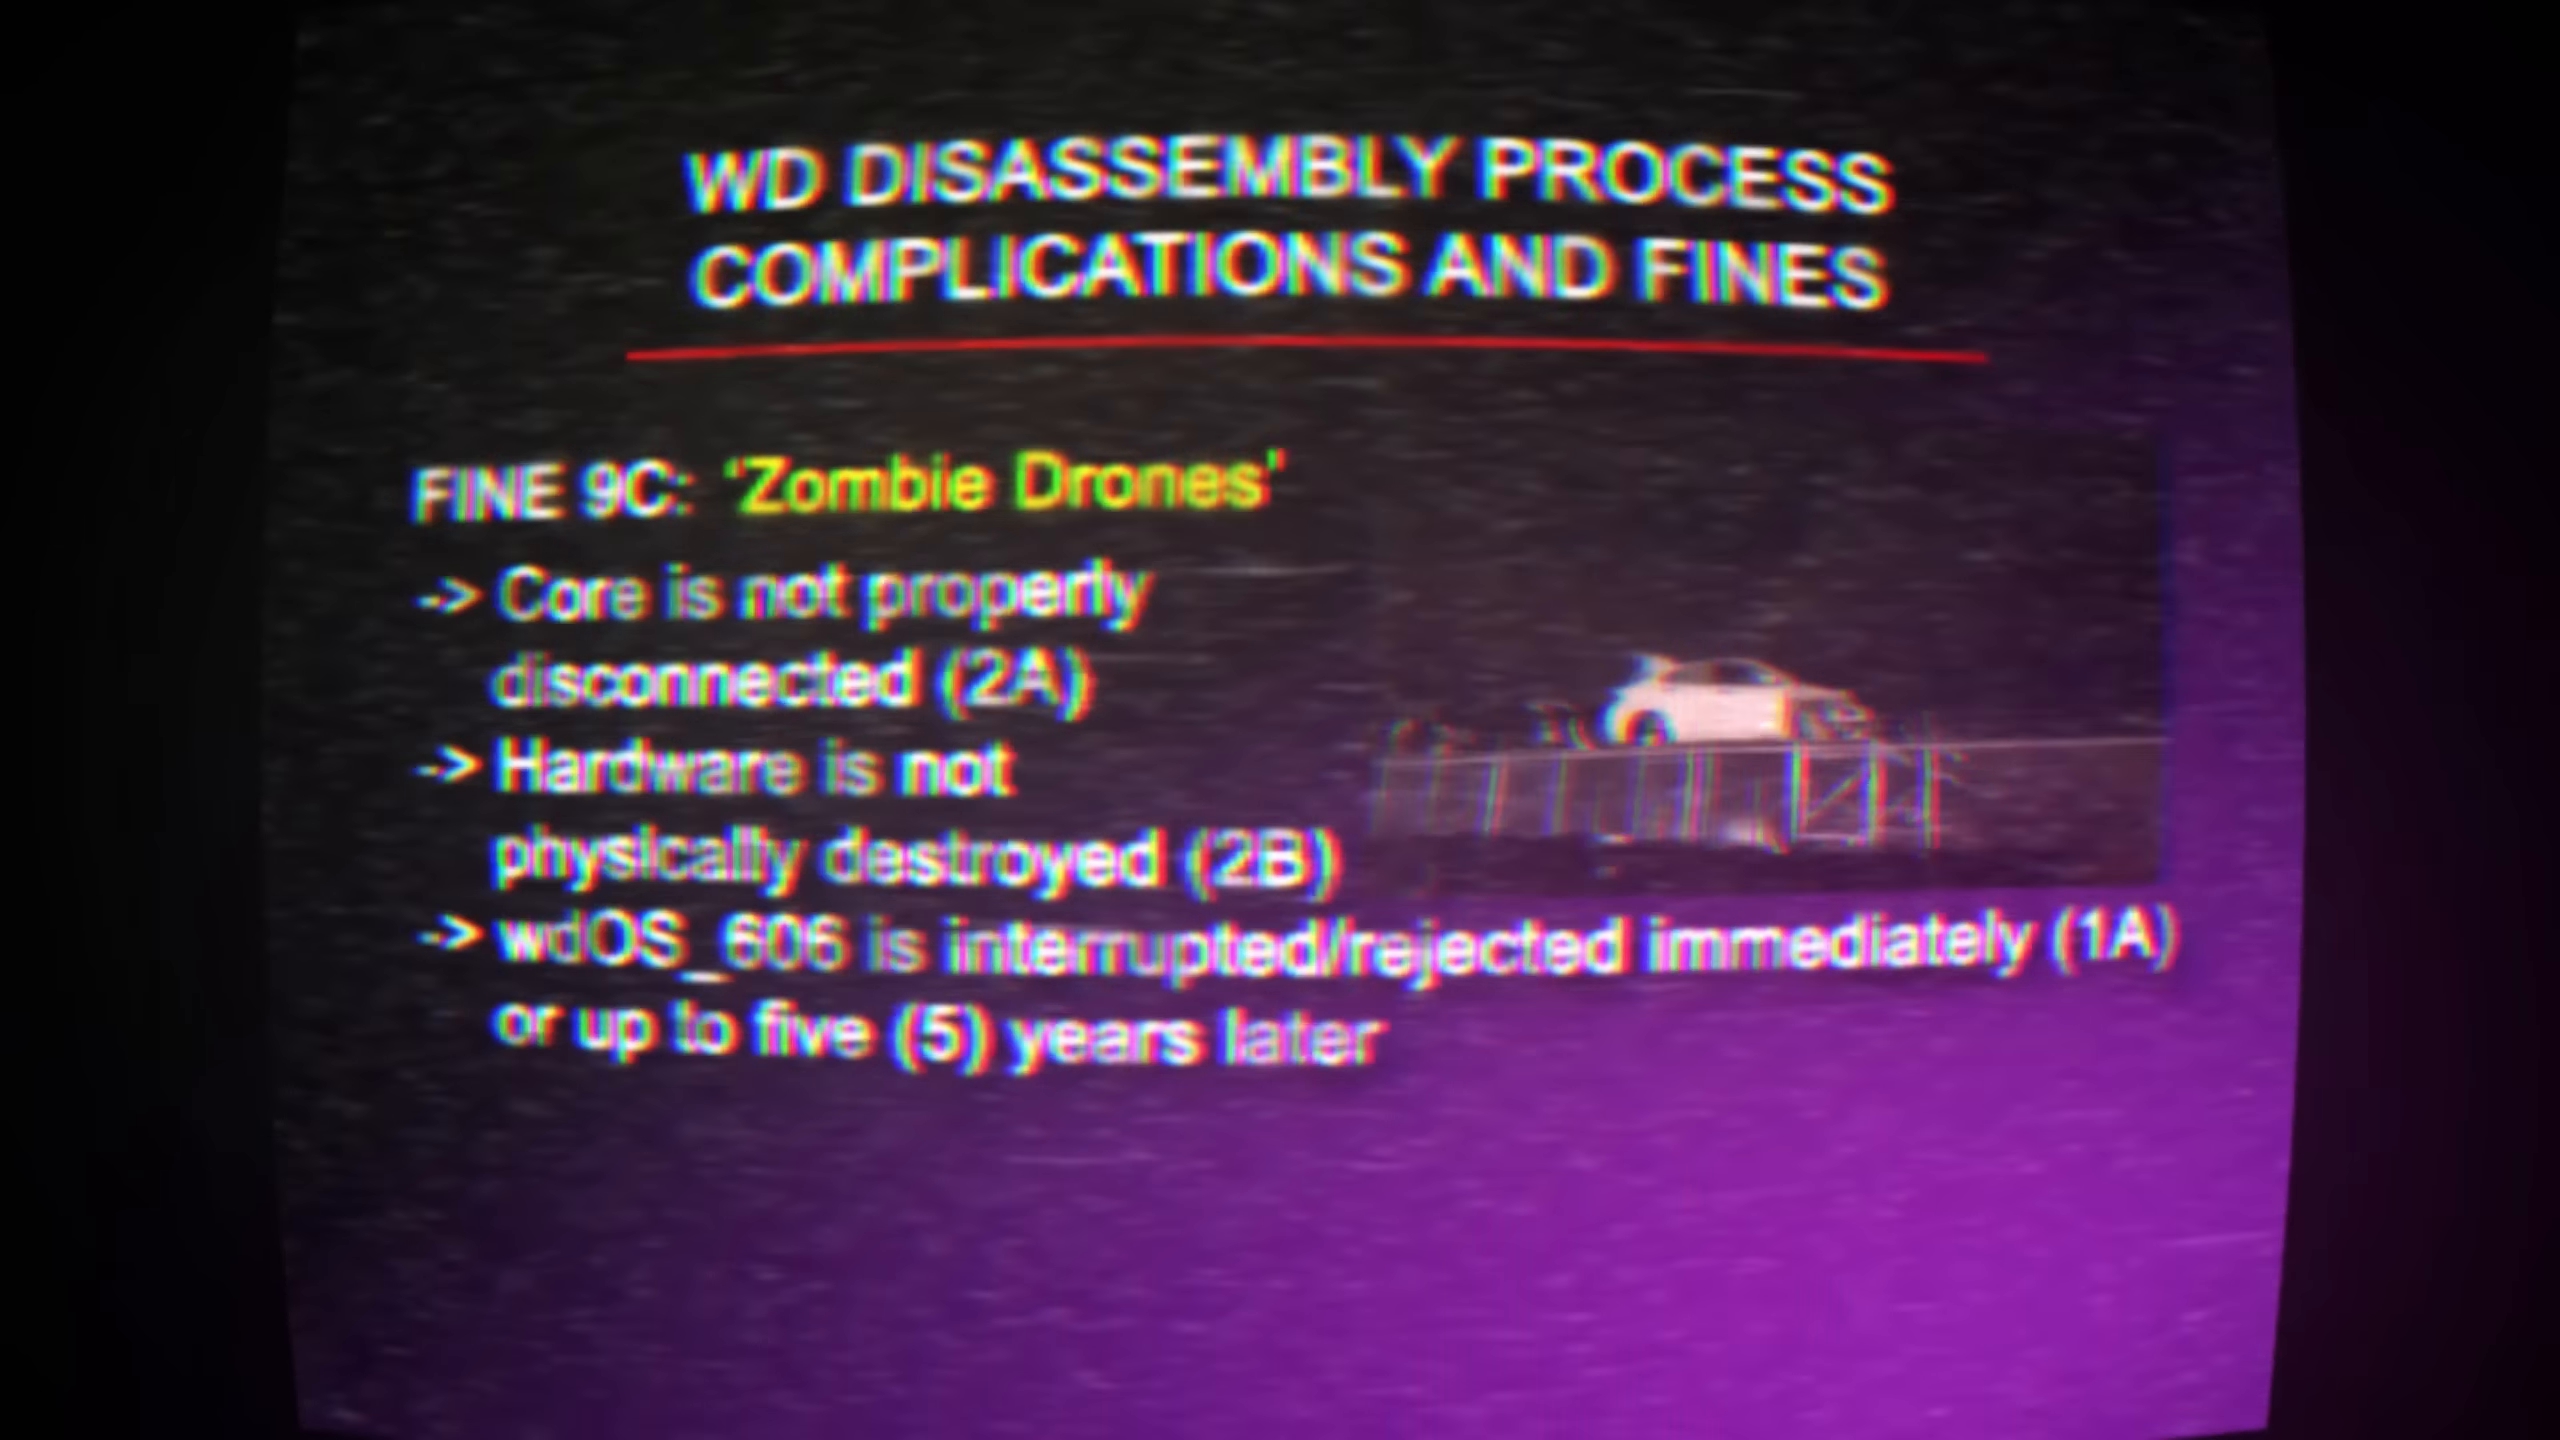 WD DISASSEMBLY PROCESS
COMPLICATIONS AND FINES
FINE 9C: 'Zombie Drones'
-> Core is not properly
disconnected (2A)
-> Hardware is not
physically destroyed (2B)
-> wdOS_606 is interrupted/rejected immediately (1A)
or up to five (5) years later